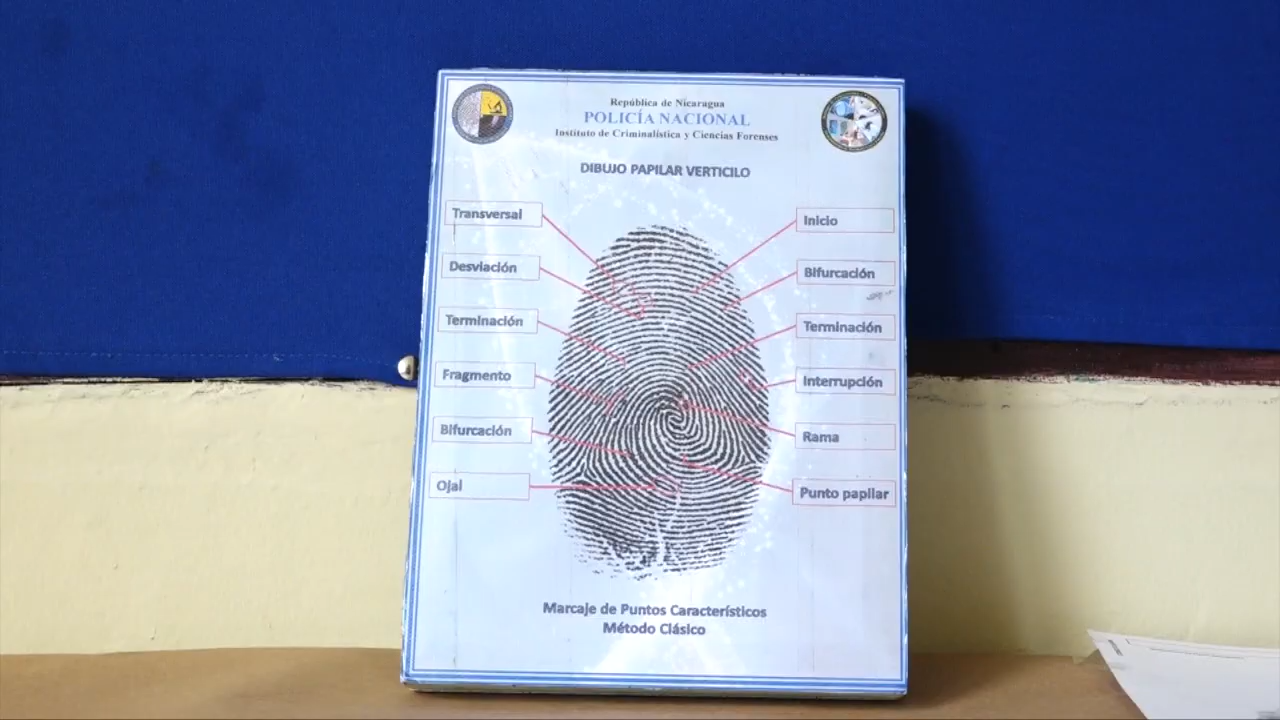 República de Nicaragua
POLICÍA NACIONAL
Instituto de Criminalística y Ciencias Forenses
DIBUJO PAPILAR VERTICILO
Transversal
Desviación
Terminación
Fragmento
Bifurcación
Ojal
Inicio
Bifurcación
Terminación
Interrupción
Rama
Punto papilar
Marcaje de Puntos Característicos
Método Clásico